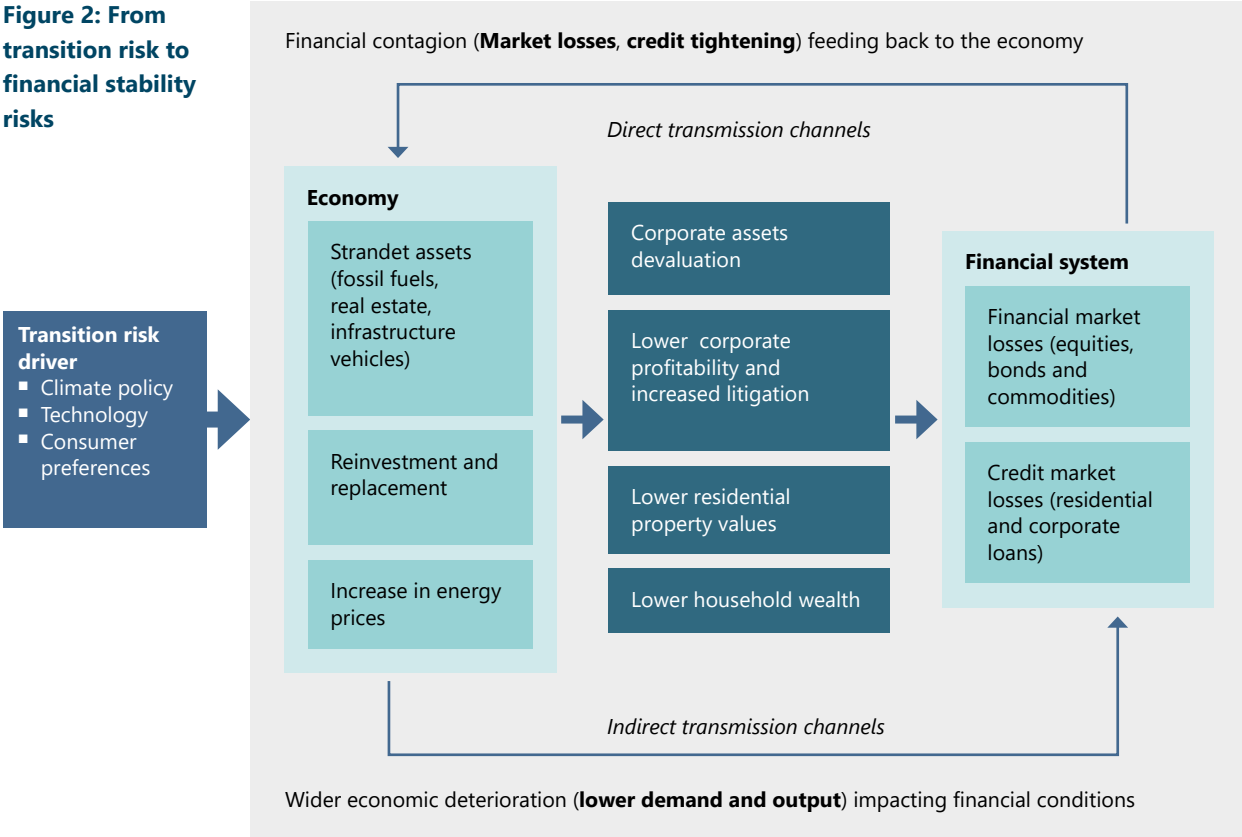 Figure 2: From
transition risk to
financial stability
risks
Financial contagion (Market losses, credit tightening) feeding back to the economy
Direct transmission channels
Transition risk
driver
▪ Climate policy
▪ Technology
▪ Consumer
preferences
Economy
Strandet assets
(fossil fuels,
real estate,
infrastructure
vehicles)
Reinvestment and
replacement
Increase in energy
prices
Corporate assets
devaluation
Lower corporate
profitability and
increased litigation
Lower residential
property values
Lower household wealth
Financial system
Financial market
losses (equities,
bonds and
commodities)
Credit market
losses (residential
and corporate
loans)
Indirect transmission channels
Wider economic deterioration (lower demand and output) impacting financial conditions